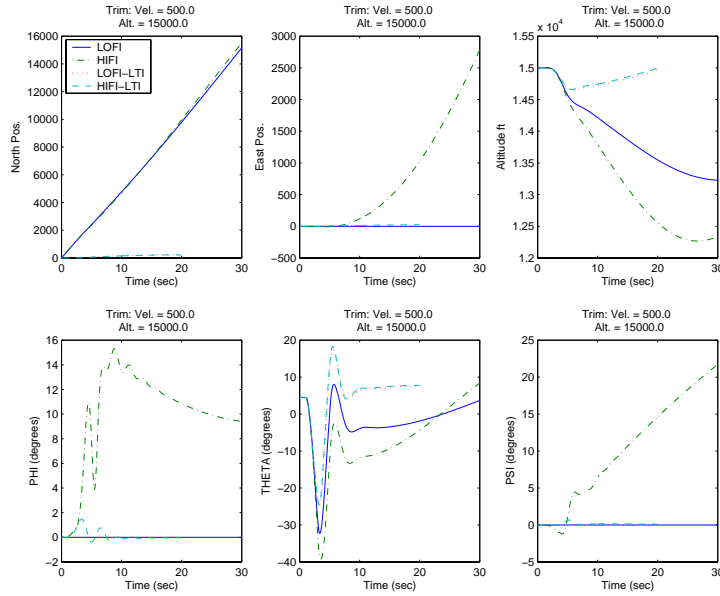 Trim: Vel. = 500.0
Alt. = 15000.0
16000
14000
12000
10000
8000
6000
4000
2000
0
North Pos.
LOFI
HIFI
LOFI−LTI
HIFI−LTI
0
10
20
30
Time (sec)
Trim: Vel. = 500.0
Alt. = 15000.0
3000
2500
2000
1500
1000
500
0
−500
East Pos.
0
10
20
30
Time (sec)
Trim: Vel. = 500.0
Alt. = 15000.0
x 10⁴
1.55
1.5
1.45
1.4
1.35
1.3
1.25
1.2
Altitude ft
0
10
20
30
Time (sec)
Trim: Vel. = 500.0
Alt. = 15000.0
16
14
12
10
8
6
4
2
0
−2
PHI (degrees)
0
10
20
30
Time (sec)
Trim: Vel. = 500.0
Alt. = 15000.0
20
10
0
−10
−20
−30
−40
THETA (degrees)
0
10
20
30
Time (sec)
Trim: Vel. = 500.0
Alt. = 15000.0
25
20
15
10
5
0
−5
PSI (degrees)
0
10
20
30
Time (sec)